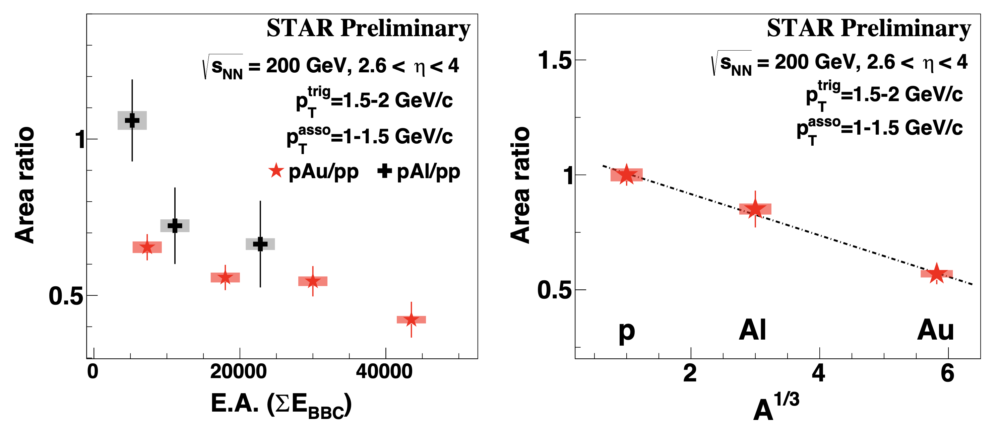 STAR Preliminary
√sNN = 200 GeV, 2.6 < η < 4
pTtrig=1.5-2 GeV/c
pTasso=1-1.5 GeV/c
pAu/pp pAl/pp
Area ratio
1
0.5
0 20000 40000
E.A. (ΣEBBC)
STAR Preliminary
√sNN = 200 GeV, 2.6 < η < 4
pTtrig=1.5-2 GeV/c
pTasso=1-1.5 GeV/c
Area ratio
1.5
1
0.5
p Al Au
2 4 6
A1/3